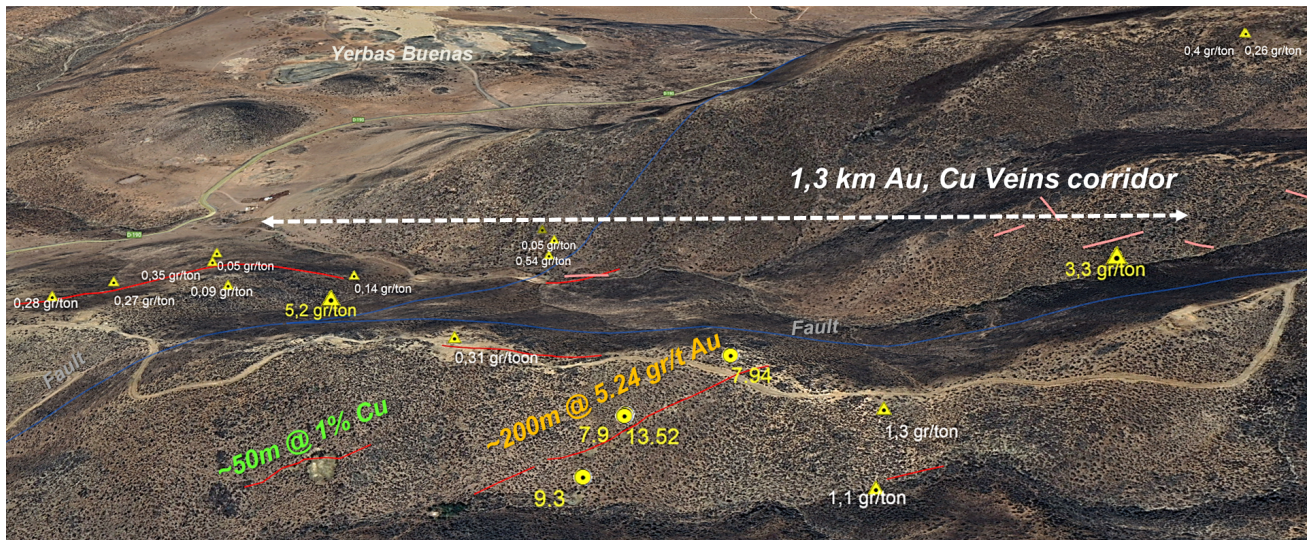 Yerbas Buenas
0,4 gr/ton 0,26 gr/ton
D-190
D-190
D-190
1,3 km Au, Cu Veins corridor
0,05 gr/ton
0.54 gr/ton
0,35 gr/ton
0,05 gr/ton
3,3 gr/ton
0,28 gr/ton
0,27 gr/ton
0,09 gr/ton
0,14 gr/ton
5,2 gr/ton
Fault
Fault
0,31 gr/toon
~200m @ 5.24 gr/t Au
7.94
~50m @ 1% Cu
7.9 13.52
1,3 gr/ton
9.3
1,1 gr/ton